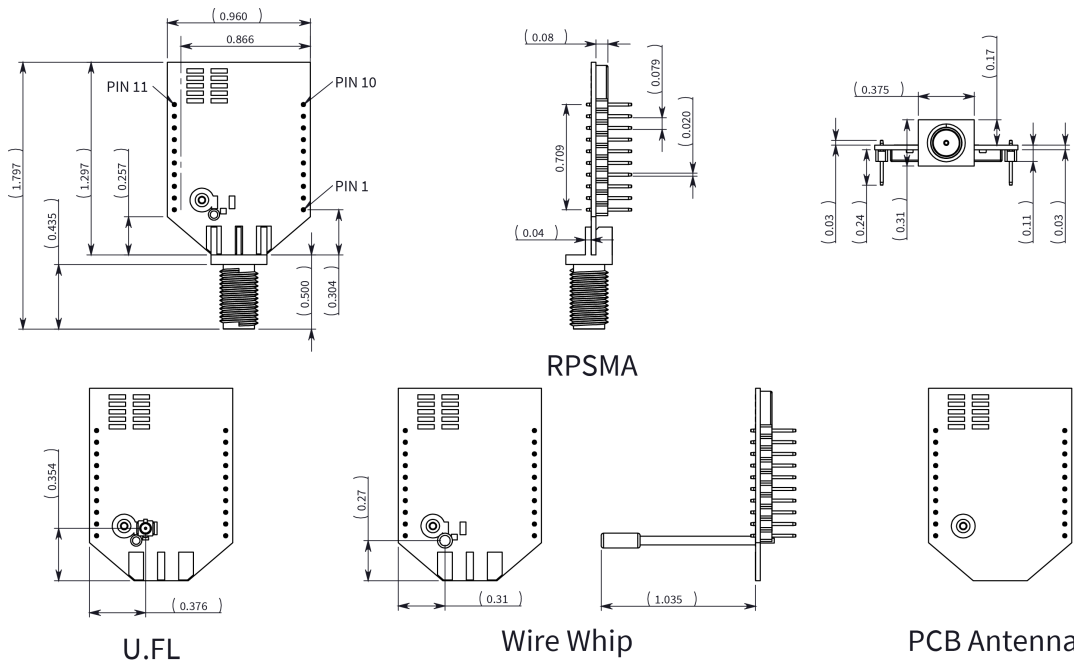 ( 0.960 )
0.866
PIN 11
PIN 10
PIN 1
( 1.797 )
( 1.297 )
( 0.257 )
( 0.435 )
( 0.500 )
( 0.304 )
( 0.08 )
( 0.079 )
( 0.020 )
0.709
( 0.04 )
( 0.17 )
( 0.375 )
( 0.03 )
( 0.24 )
( 0.31 )
( 0.11 )
( 0.03 )
RPSMA
( 0.354 )
( 0.376 )
U.FL
( 0.27 )
( 0.31 )
( 1.035 )
Wire Whip
PCB Antenna